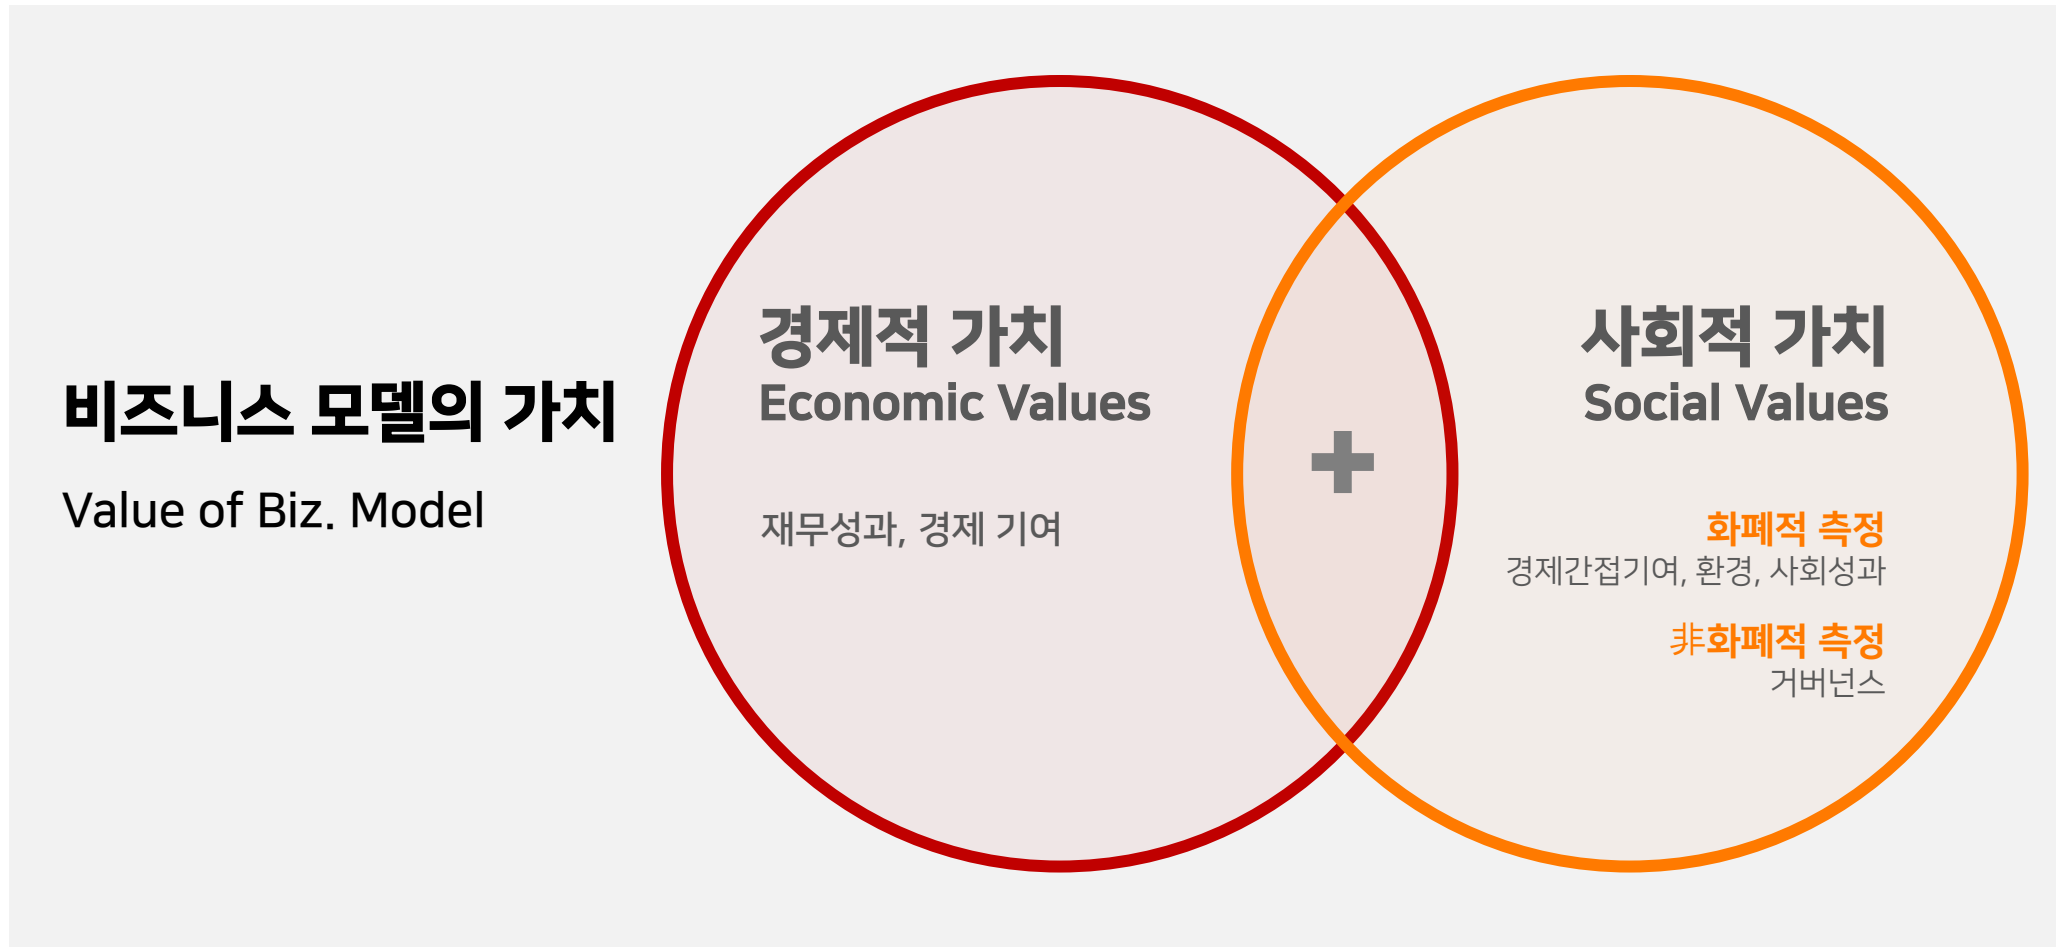 비즈니스 모델의 가치
Value of Biz. Model
경제적 가치
Economic Values
재무성과, 경제 기여
+
사회적 가치
Social Values
화폐적 측정
경제간접기여, 환경, 사회성과
非화폐적 측정
거버넌스